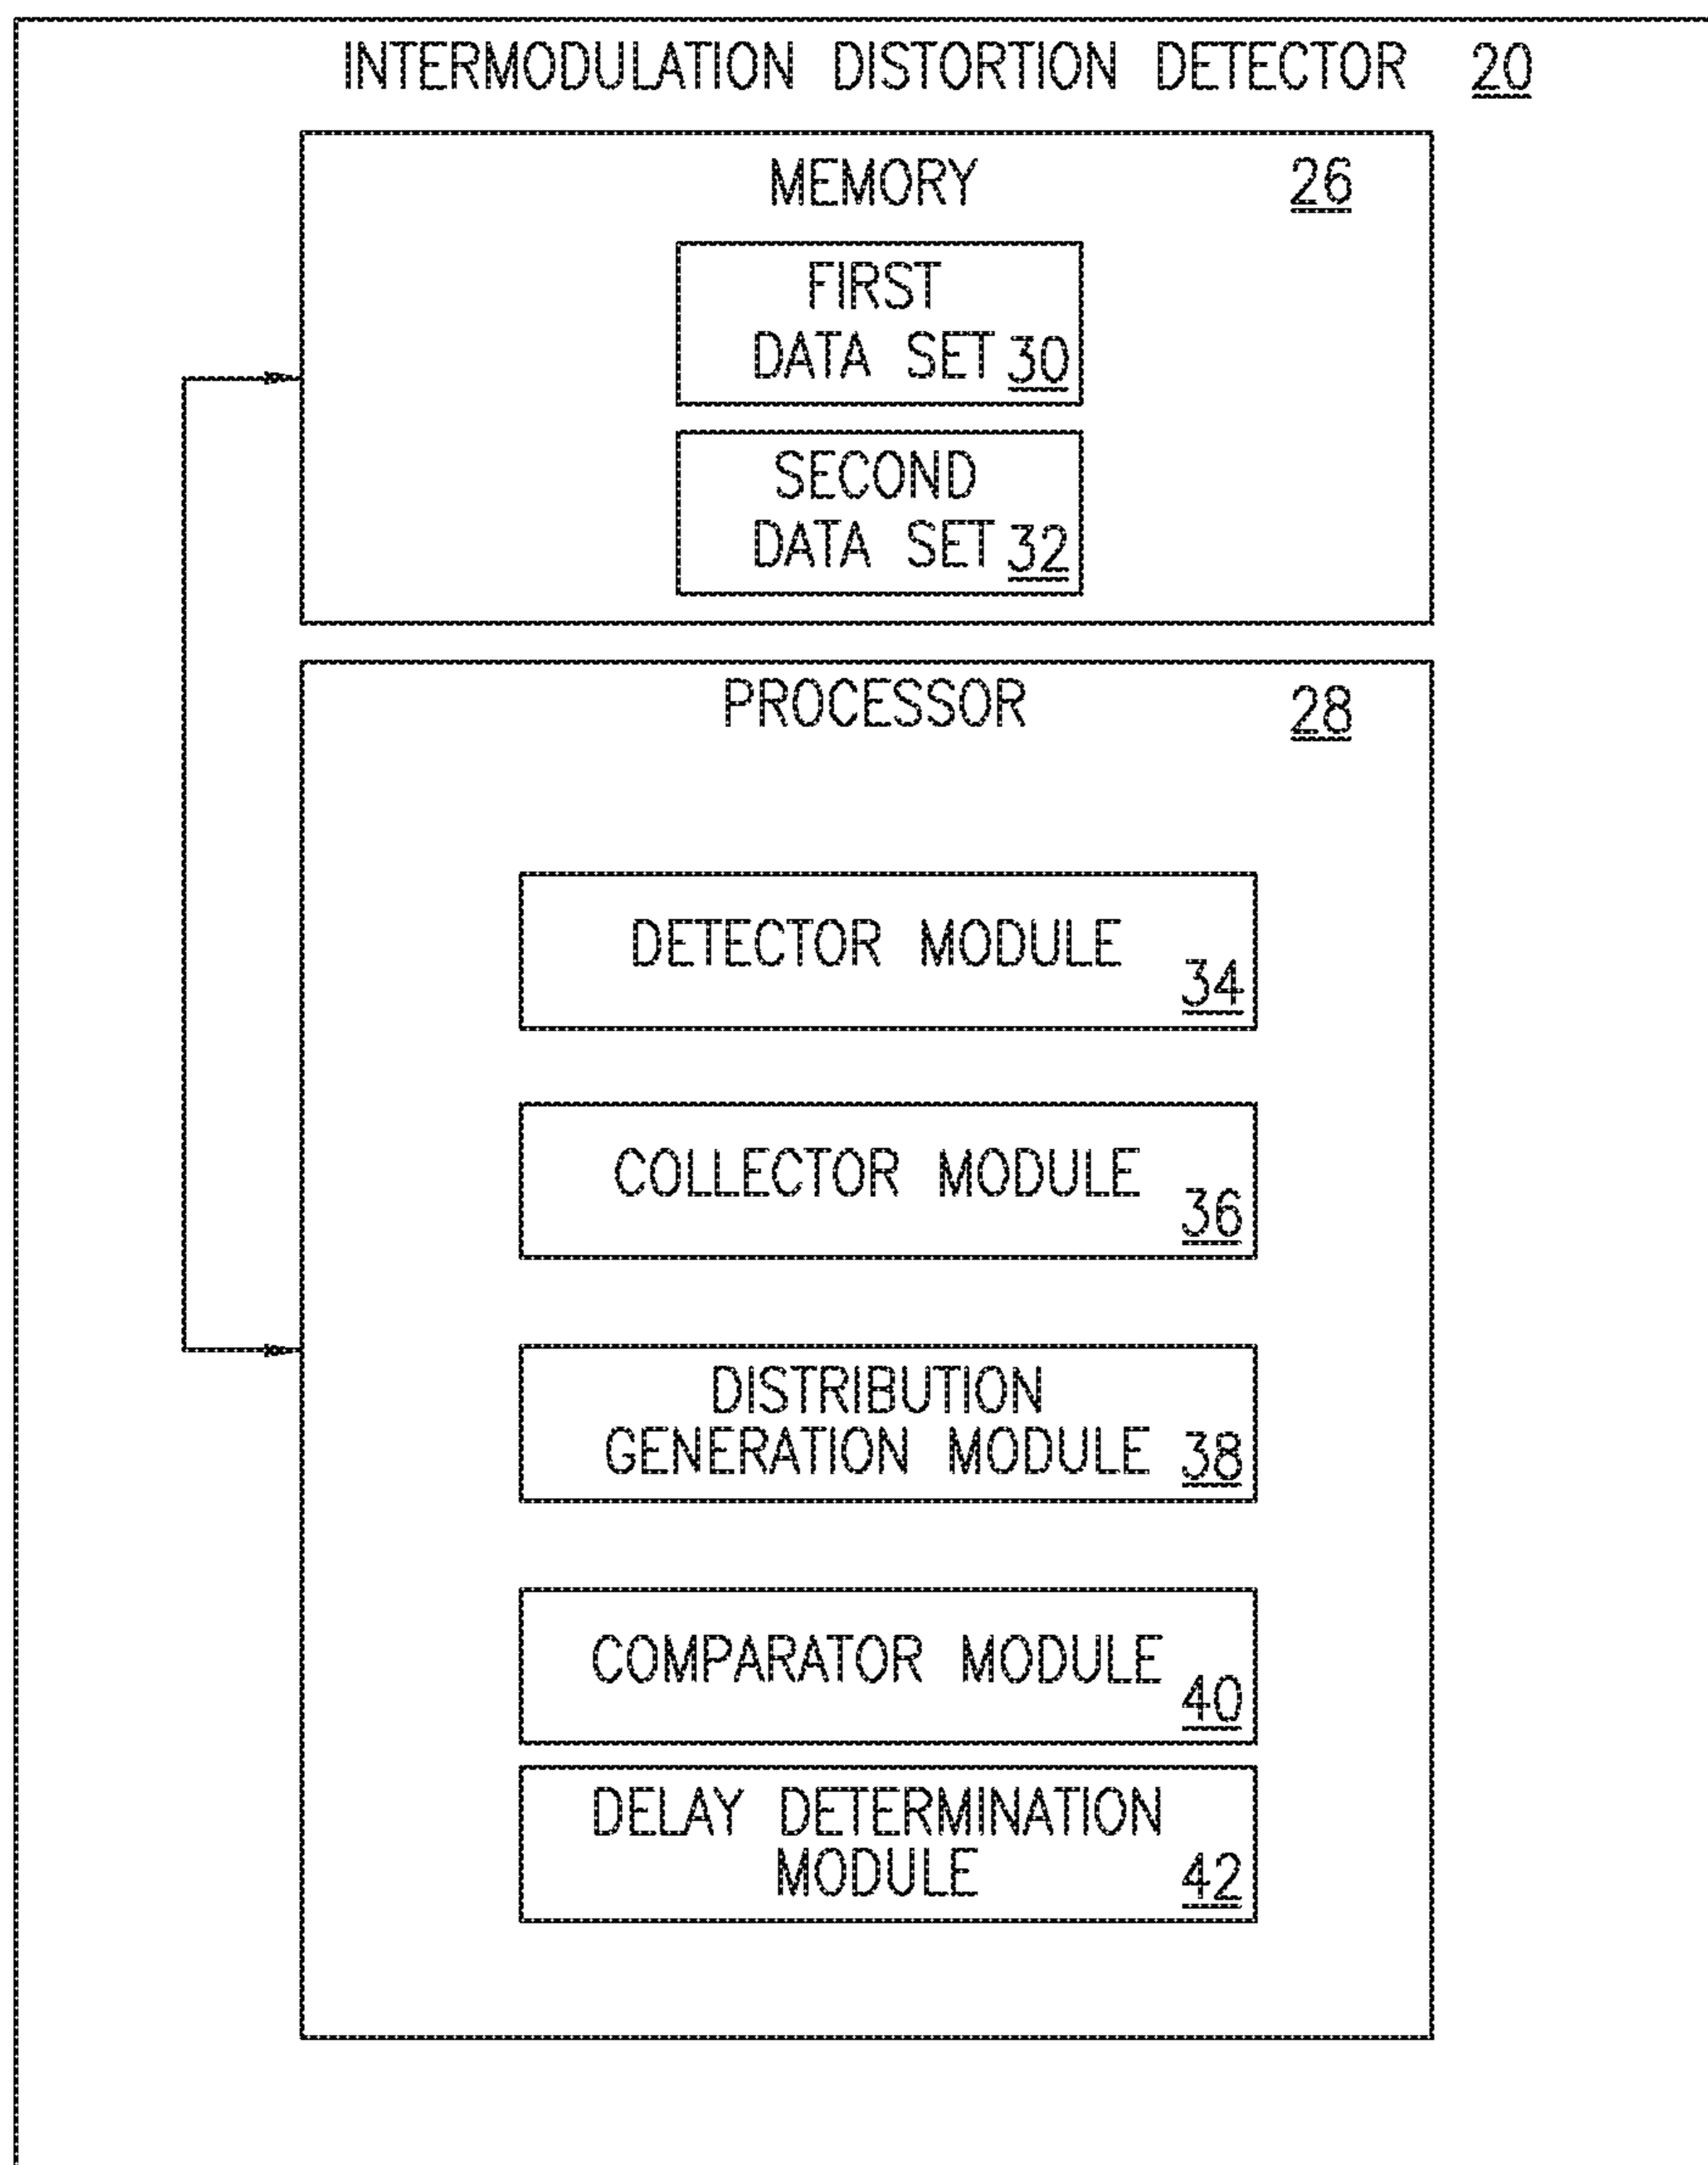 INTERMODULATION DISTORTION DETECTOR 20
MEMORY 26
FIRST
DATA SET 30
SECOND
DATA SET 32
PROCESSOR 28
DETECTOR MODULE
34
COLLECTOR MODULE
36
DISTRIBUTION
GENERATION MODULE 38
COMPARATOR MODULE
40
DELAY DETERMINATION
MODULE 42